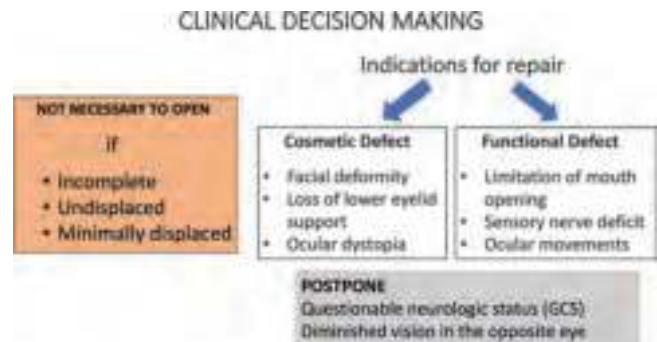 CLINICAL DECISION MAKING
Indications for repair
NOT NECESSARY TO OPEN
if
• Incomplete
• Undisplaced
• Minimally displaced
Cosmetic Defect
• Facial deformity
• Loss of lower eyelid
support
• Ocular dystopia
Functional Defect
• Limitation of mouth
opening
• Sensory nerve deficit
• Ocular movements
POSTPONE
Questionable neurologic status (GCS)
Diminished vision in the opposite eye